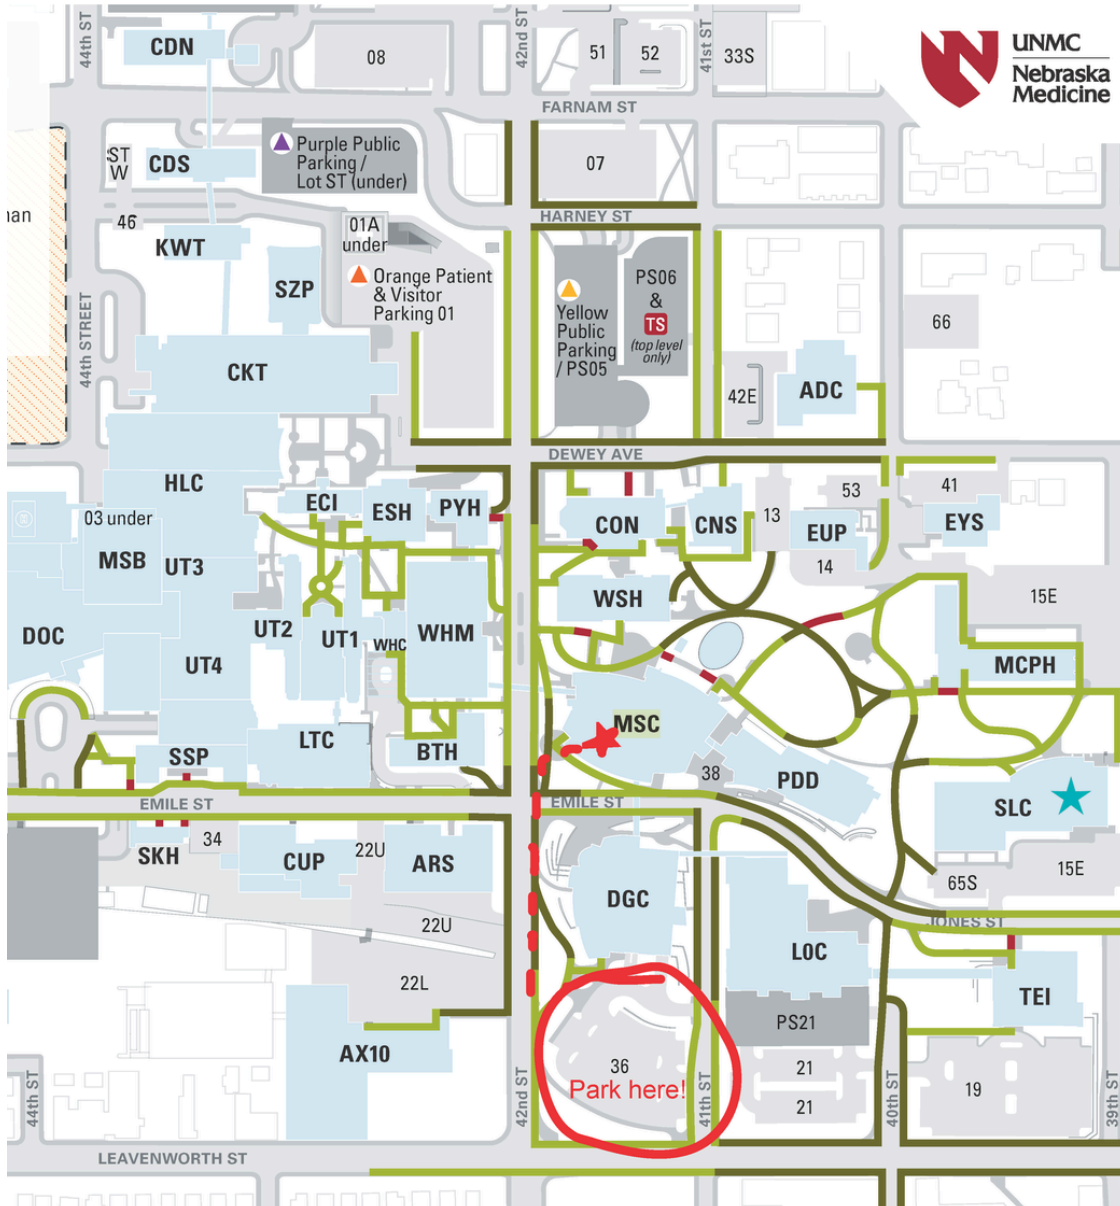 44th ST
CDN
08
42nd ST
51
52
41st ST
33S
UNMC
Nebraska
Medicine
FARNAM ST
ST
W
CDS
Purple Public
Parking /
Lot ST (under)
07
nan
46
KWT
01A
under
HARNEY ST
SZP
Orange Patient
& Visitor
Parking 01
Yellow
Public
Parking
/ PS05
PS06
&
TS
(top level
only)
66
44th STREET
CKT
42E
ADC
DEWEY AVE
HLC
ECI
ESH
PYH
CON
CNS
13
53
41
EUP
EYS
03 under
MSB
UT3
14
15E
DOC
UT2
UT1
WHC
WHM
WSH
UT4
MCPH
MSC
SSP
LTC
BTH
38
PDD
SLC
EMILE ST
EMILE ST
SKH
34
CUP
22U
ARS
65S
15E
DGC
JONES ST
22U
LOC
22L
TEI
PS21
AX10
36
Park here!
21
21
19
44th ST
42nd ST
41st ST
40th ST
39th ST
LEAVENWORTH ST